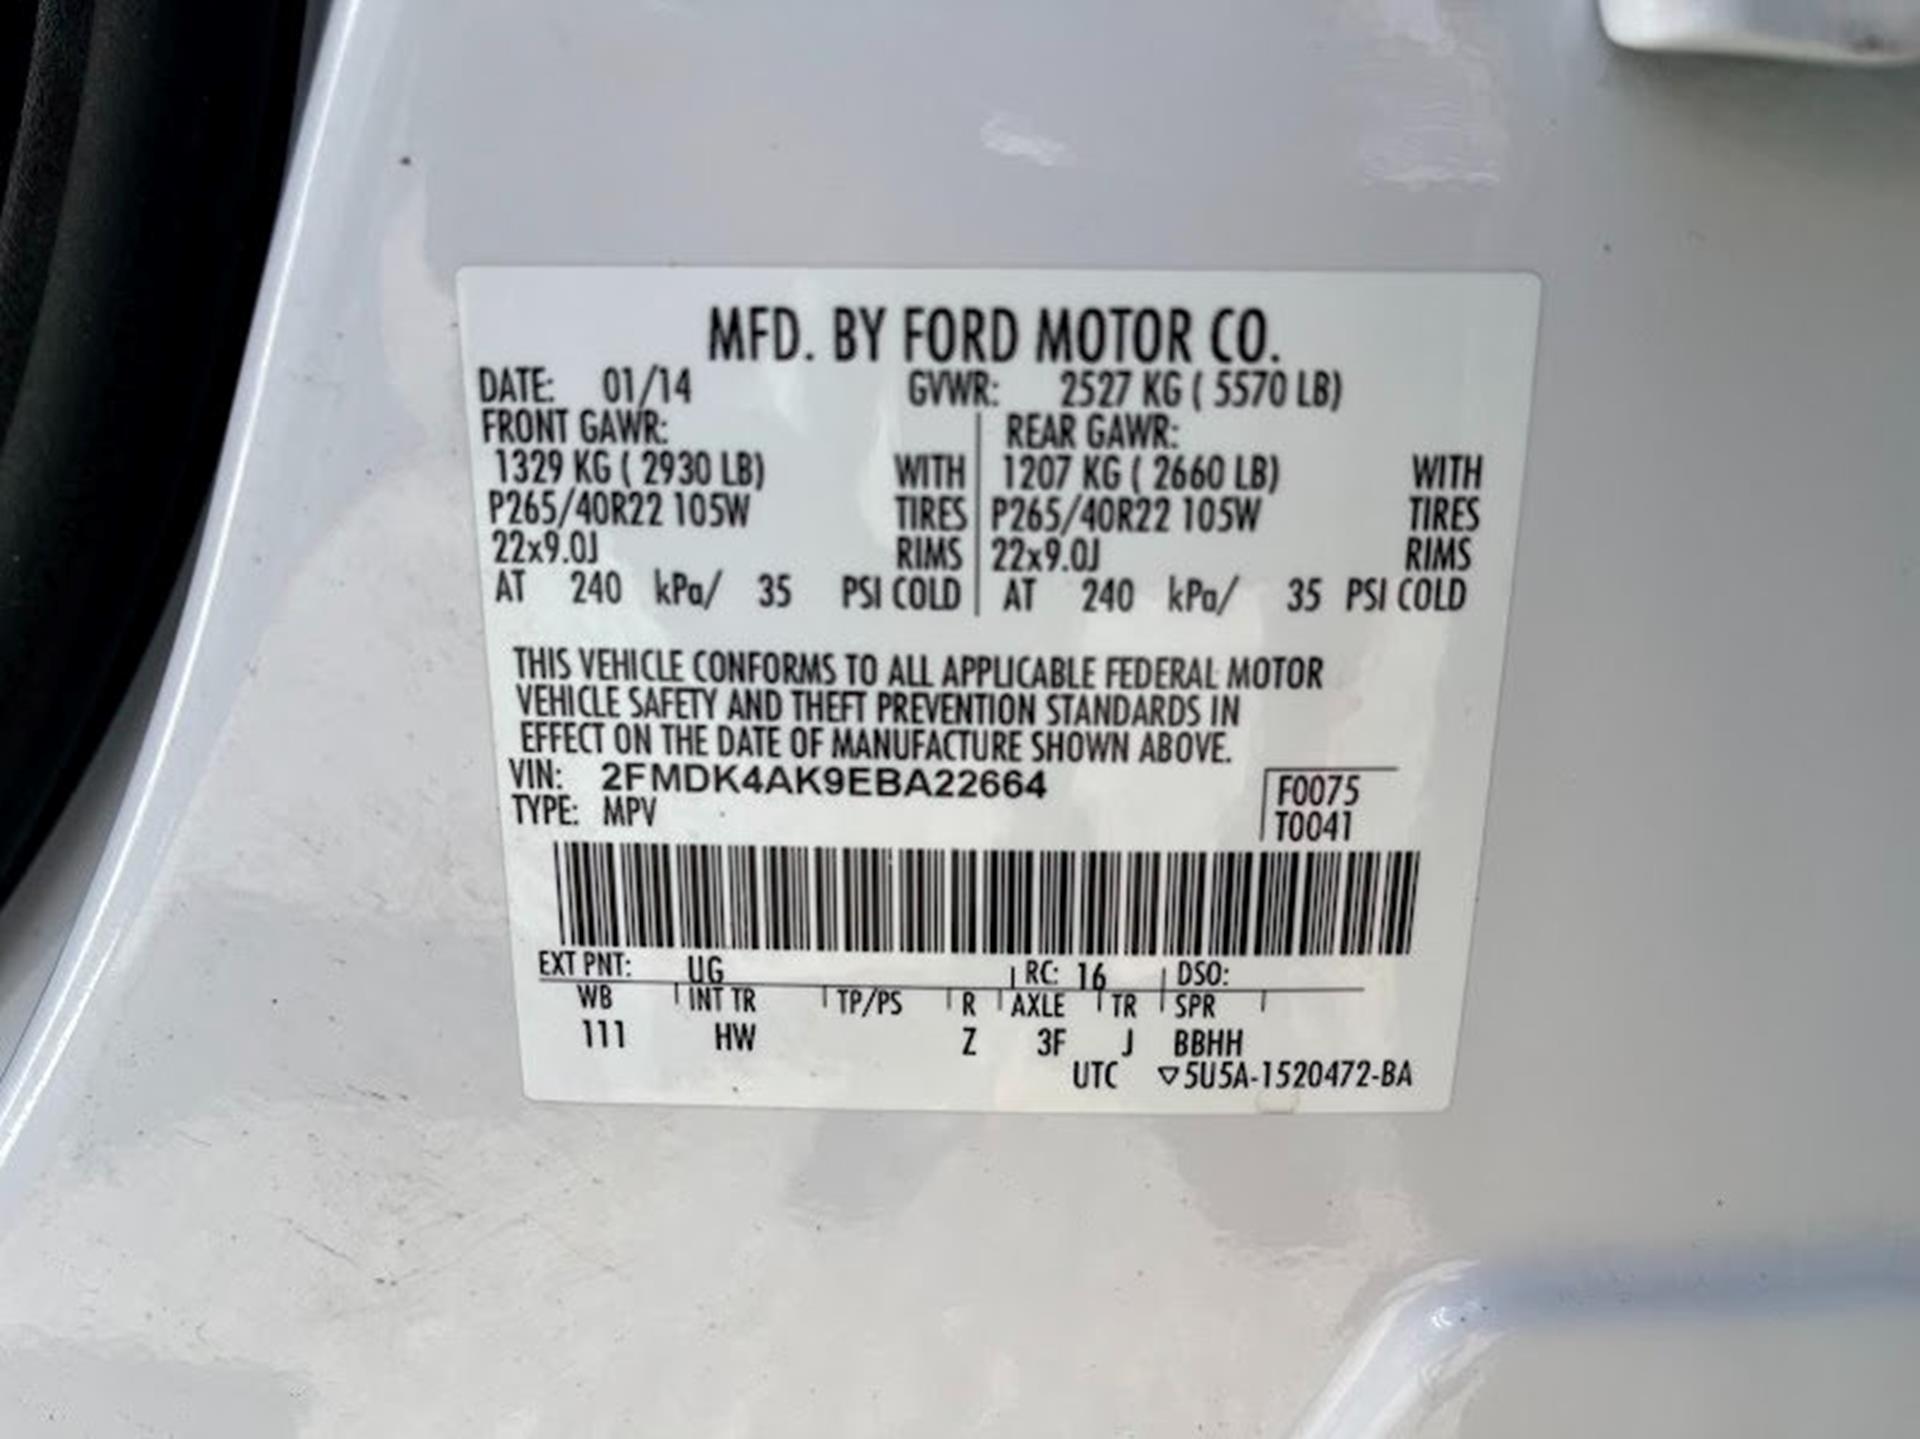 MFD. BY FORD MOTOR CO.
DATE: 01/14 GVWR: 2527 KG ( 5570 LB)
FRONT GAWR: REAR GAWR:
1329 KG ( 2930 LB) WITH 1207 KG ( 2660 LB) WITH
P265/40R22 105W TIRES P265/40R22 105W TIRES
22x9.0J RIMS 22x9.0J RIMS
AT 240 kPa/ 35 PSI COLD AT 240 kPa/ 35 PSI COLD
THIS VEHICLE CONFORMS TO ALL APPLICABLE FEDERAL MOTOR
VEHICLE SAFETY AND THEFT PREVENTION STANDARDS IN
EFFECT ON THE DATE OF MANUFACTURE SHOWN ABOVE.
VIN: 2FMDK4AK9EBA22664 F0075
TYPE: MPV T0041
EXT PNT: UG RC: 16 DSO:
WB INT TR TP/PS R AXLE TR SPR
111 HW Z 3F J BBHH
UTC ▽5U5A-1520472-BA